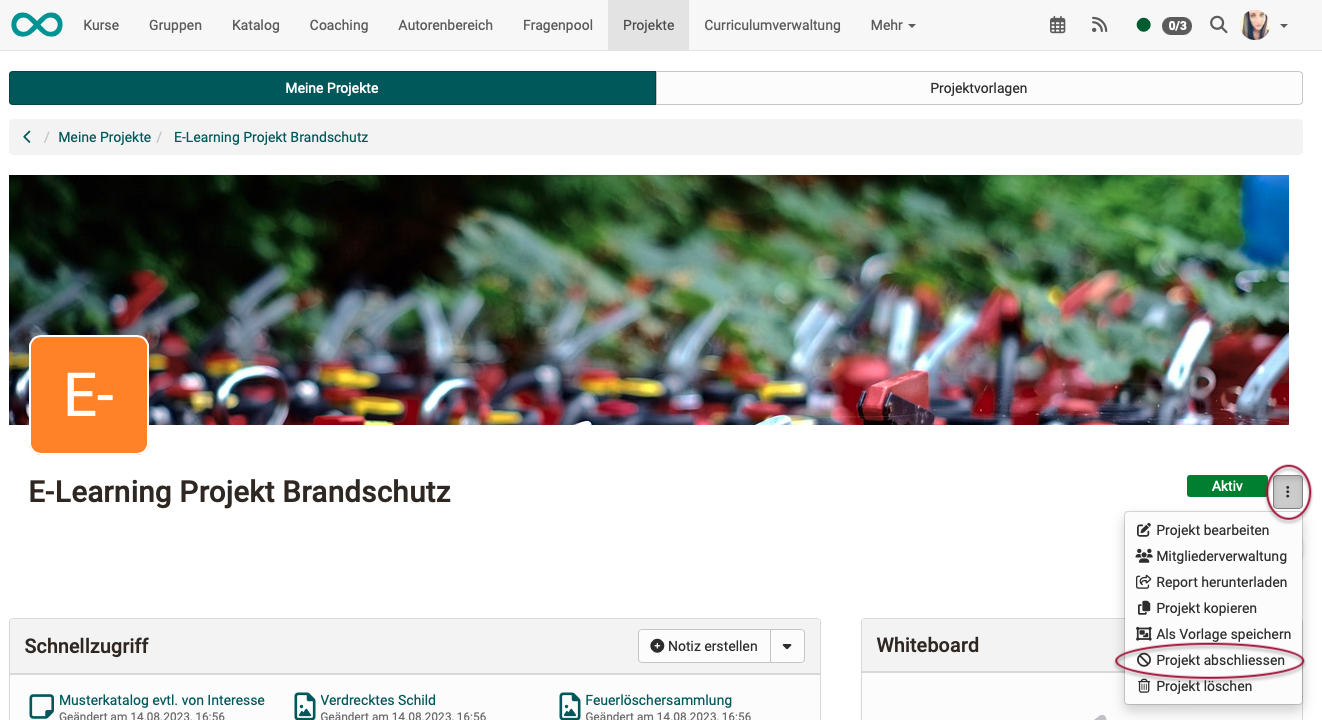 Kurse Gruppen Katalog Coaching Autorenbereich Fragenpool Projekte Curriculumverwaltung Mehr 0/3
Meine Projekte Projektvorlagen
/ Meine Projekte / E-Learning Projekt Brandschutz
E-
E-Learning Projekt Brandschutz
Aktiv
Projekt bearbeiten
Mitgliederverwaltung
Report herunterladen
Projekt kopieren
Als Vorlage speichern
Projekt abschliessen
Projekt löschen
Schnellzugriff Notiz erstellen
Whiteboard
Musterkatalog evtl. von Interesse Verdrecktes Schild Feuerlöschersammlung
Geändert am 14.08.2023, 16:56 Geändert am 14.08.2023, 16:56 Geändert am 14.08.2023, 16:56